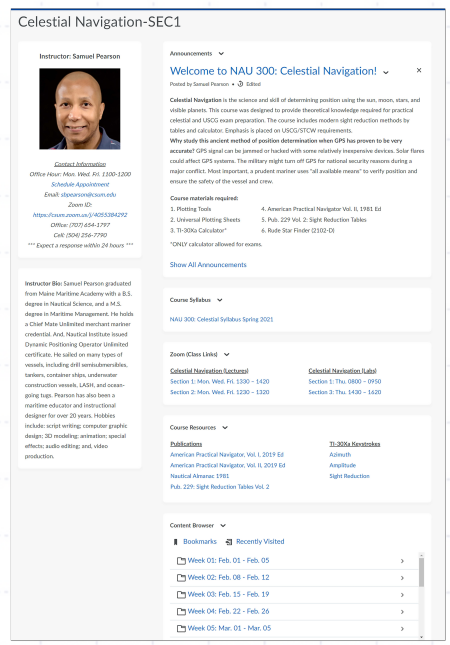 Celestial Navigation-SEC1
Instructor: Samuel Pearson
Contact Information
Office Hour: Mon. Wed. Fri. 1100-1200
Schedule Appointment
Email: sbpearson@csum.edu
Zoom ID:
https://csum.zoom.us/j/4055384292
Office: (707) 654-1797
Cell: (504) 256-7790
*** Expect a response within 24 hours ***
Instructor Bio: Samuel Pearson graduated
from Maine Maritime Academy with a B.S.
degree in Nautical Science, and a M.S.
degree in Maritime Management. He holds
a Chief Mate Unlimited merchant mariner
credential. And, Nautical Institute issued
Dynamic Positioning Operator Unlimited
certificate. He sailed on many types of
vessels, including drill semisubmersibles,
tankers, container ships, underwater
construction vessels, LASH, and ocean-
going tugs. Pearson has also been a
maritime educator and instructional
designer for over 20 years. Hobbies
include: script writing; computer graphic
design; 3D modeling; animation; special
effects; audio editing; and, video
production.
Announcements
Welcome to NAU 300: Celestial Navigation!
Posted by Samuel Pearson • Edited
Celestial Navigation is the science and skill of determining position using the sun, moon, stars, and
visible planets. This course was designed to provide theoretical knowledge required for practical
celestial and USCG exam preparation. The course includes modern sight reduction methods by
tables and calculator. Emphasis is placed on USCG/STCW requirements.
Why study this ancient method of position determination when GPS has proven to be very
accurate? GPS signal can be jammed or hacked with some relatively inexpensive devices. Solar flares
could affect GPS systems. The military might turn off GPS for national security reasons during a
major conflict. Most important, a prudent mariner uses "all available means" to verify position and
ensure the safety of the vessel and crew.
Course materials required:
1. Plotting Tools
2. Universal Plotting Sheets
3. TI-30Xa Calculator*
4. American Practical Navigator Vol. II, 1981 Ed
5. Pub. 229 Vol. 2: Sight Reduction Tables
6. Rude Star Finder (2102-D)
*ONLY calculator allowed for exams.
Show All Announcements
Course Syllabus
NAU 300: Celestial Syllabus Spring 2021
Zoom (Class Links)
Celestial Navigation (Lectures)
Section 1: Mon. Wed. Fri. 1330 – 1420
Section 2: Mon. Wed. Fri. 1230 – 1320
Celestial Navigation (Labs)
Section 1: Thu. 0800 – 0950
Section 3: Thu. 1430 – 1620
Course Resources
Publications
American Practical Navigator, Vol. I, 2019 Ed
American Practical Navigator, Vol. II, 2019 Ed
Nautical Almanac 1981
Pub. 229: Sight Reduction Tables Vol. 2
TI-30Xa Keystrokes
Azimuth
Amplitude
Sight Reduction
Content Browser
Bookmarks Recently Visited
Week 01: Feb. 01 - Feb. 05
Week 02: Feb. 08 - Feb. 12
Week 03: Feb. 15 - Feb. 19
Week 04: Feb. 22 - Feb. 26
Week 05: Mar. 01 - Mar. 05